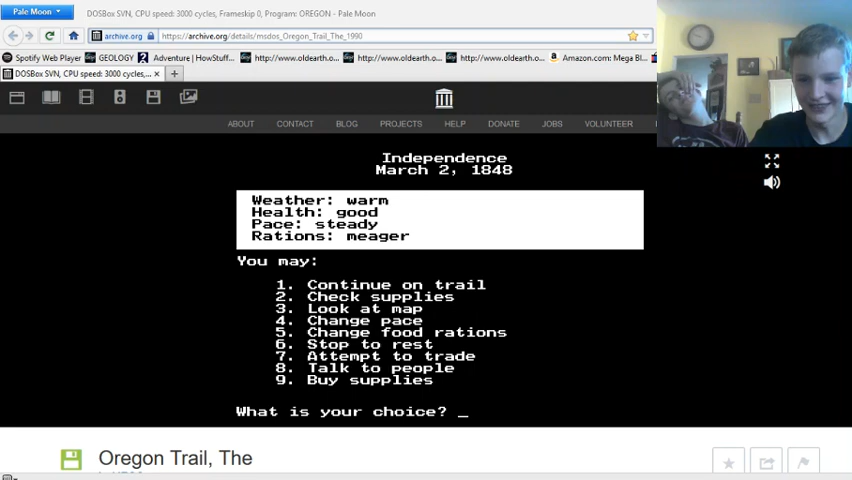 Pale Moon
DOSBox SVN, CPU speed: 3000 cycles, Frameskip 0, Program: OREGON - Pale Moon
archive.org
https://archive.org/details/msdos_Oregon_Trail_The_1990
Spotify Web Player
GEOLOGY
Adventure | HowStuff...
http://www.oldearth.o...
http://www.oldearth.o...
http://www.oldearth.o...
Amazon.com: Mega Bl...
DOSBox SVN, CPU speed: 3000 cycles,...
ABOUT CONTACT BLOG PROJECTS HELP DONATE JOBS VOLUNTEER
Independence
March 2, 1848
Weather: warm
Health: good
Pace: steady
Rations: meager
You may:
1. Continue on trail
2. Check supplies
3. Look at map
4. Change pace
5. Change food rations
6. Stop to rest
7. Attempt to trade
8. Talk to people
9. Buy supplies
What is your choice? _
Oregon Trail, The